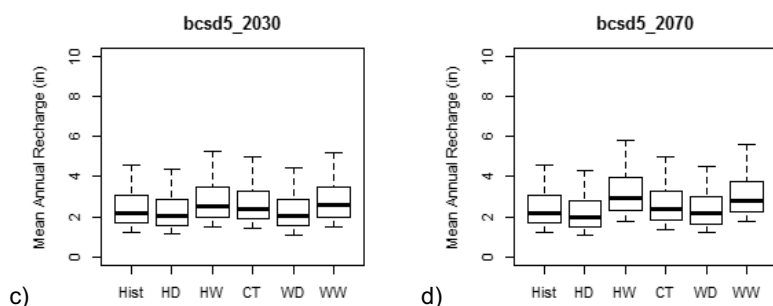 bcsd5_2030
Mean Annual Recharge (in)
10
8
6
4
2
0
Hist HD HW CT WD WW
c)
bcsd5_2070
Mean Annual Recharge (in)
10
8
6
4
2
0
Hist HD HW CT WD WW
d)